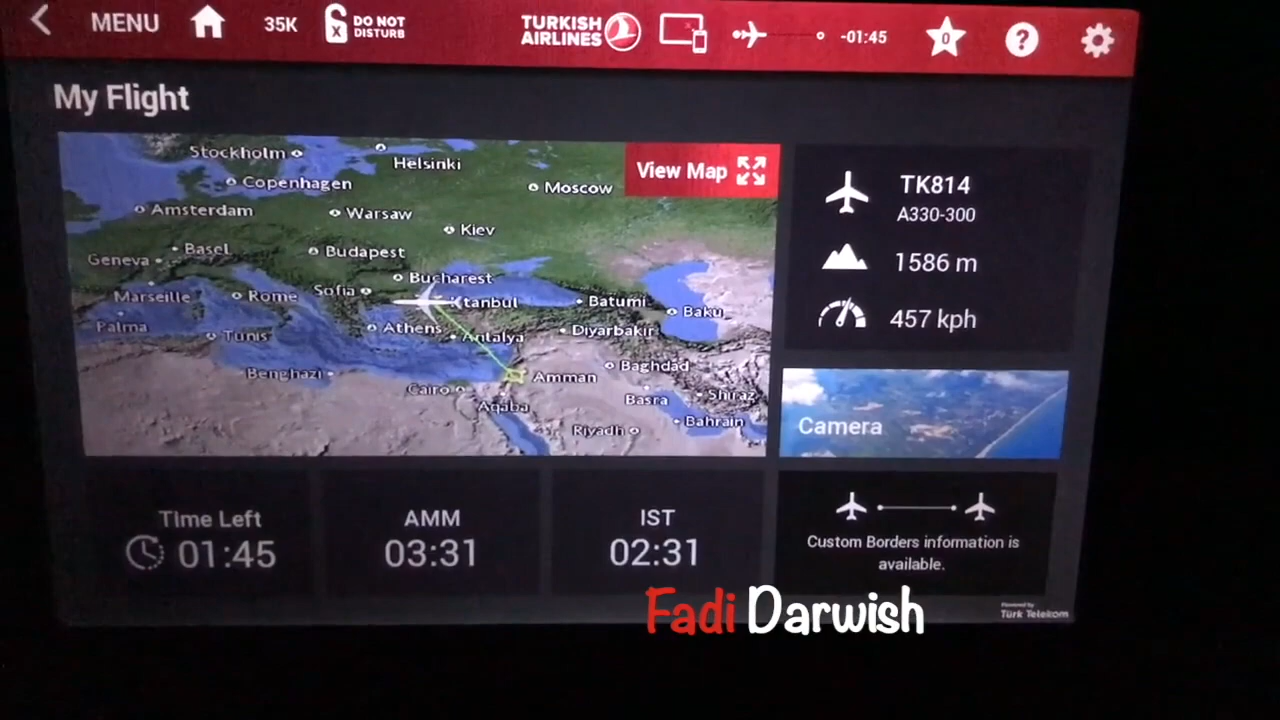 MENU
35K
DO NOT
DISTURB
TURKISH
AIRLINES
-01:45
0
?
My Flight
View Map
Stockholm
Helsinki
Copenhagen
Moscow
Amsterdam
Warsaw
Kiev
Basel
Budapest
Geneva
Bucharest
Marseille
Rome
Sofia
Istanbul
Batumi
Baku
Palma
Tunis
Athens
Antalya
Diyarbakir
Benghazi
Cairo
Amman
Baghdad
Aqaba
Basra
Shiraz
Riyadh
Bahrain
TK814
A330-300
1586 m
457 kph
Camera
Time Left
01:45
AMM
03:31
IST
02:31
Custom Borders information is
available.
Powered by
Türk Telekom
Fadi Darwish